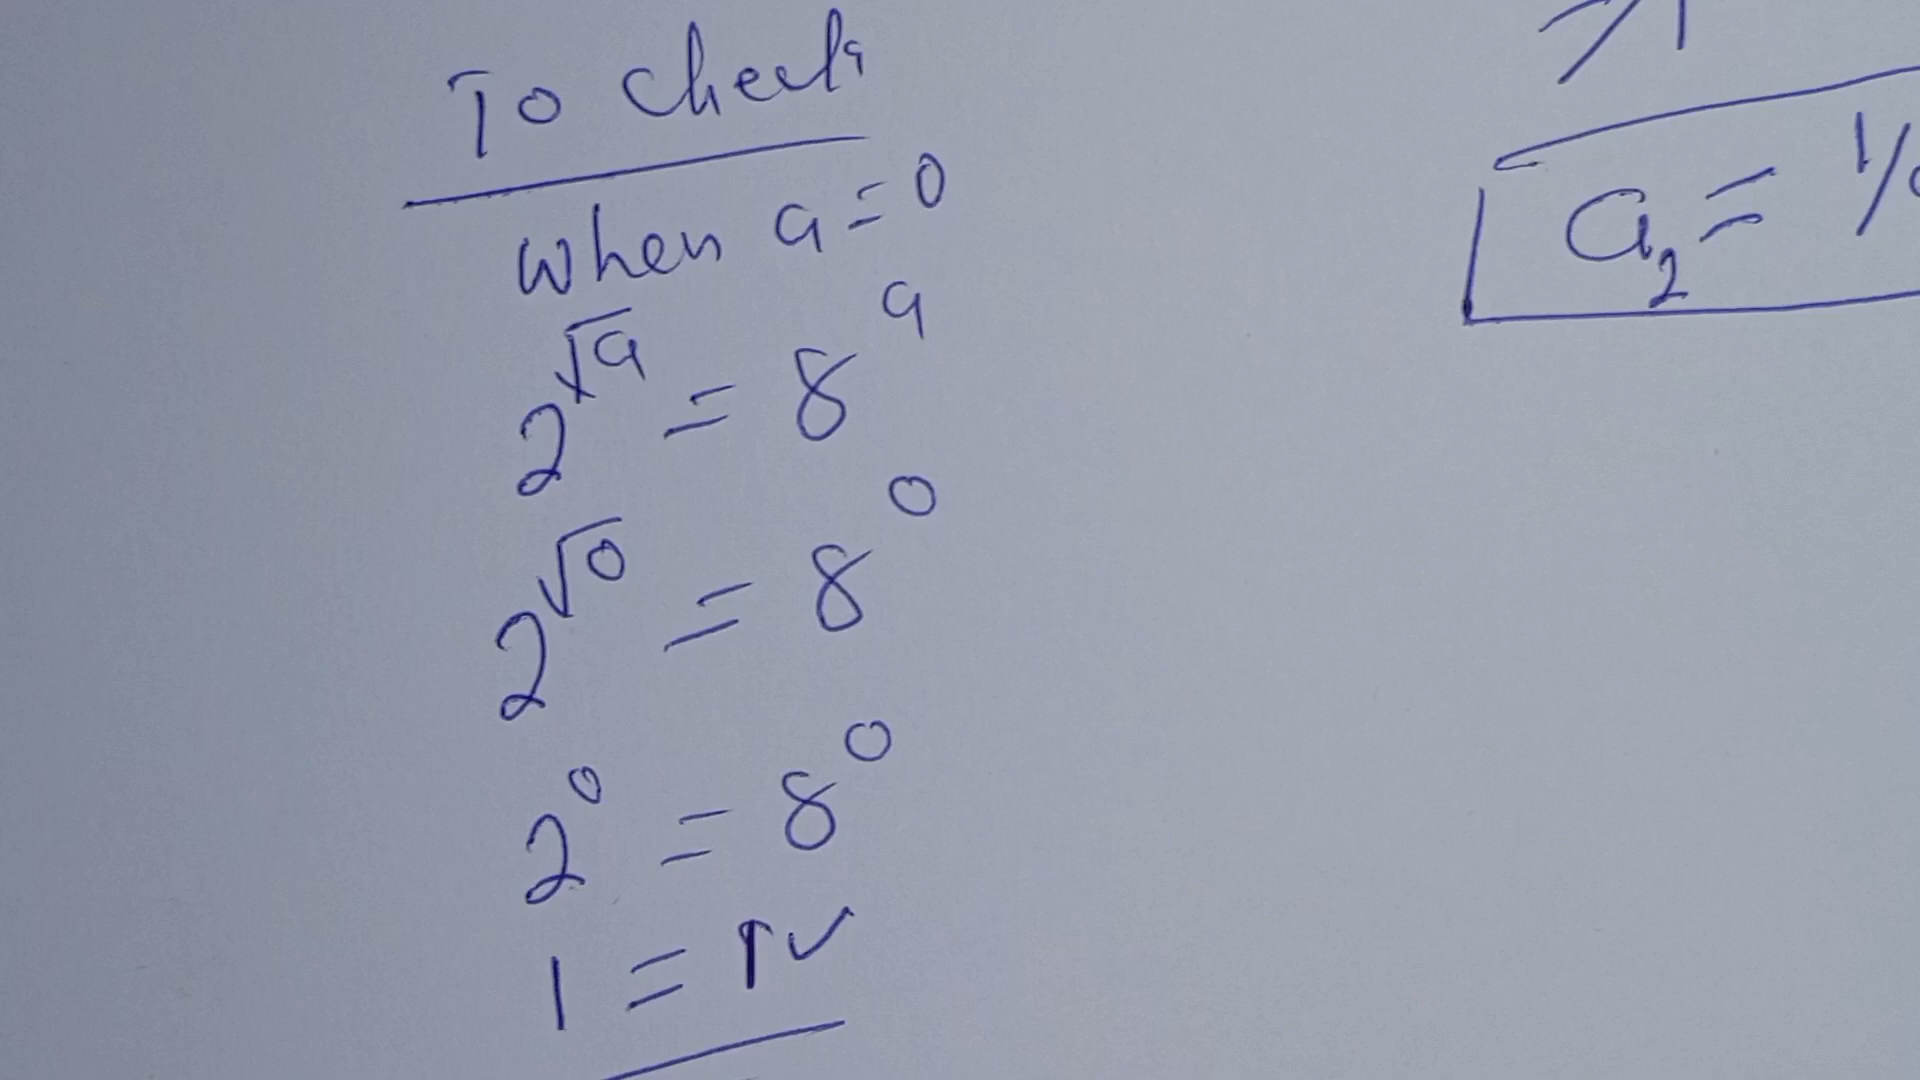 To Check
When a=0
2^√a = 8^a
2^√0 = 8^0
2^0 = 8^0
1 = 1 ✓
a₂ = 1/